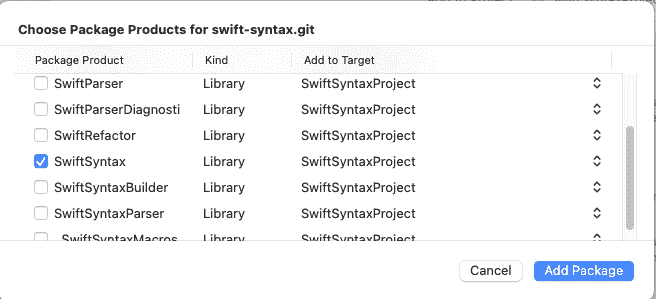 Choose Package Products for swift-syntax.git
Package Product Kind Add to Target
SwiftParser Library SwiftSyntaxProject
SwiftParserDiagnosti Library SwiftSyntaxProject
SwiftRefactor Library SwiftSyntaxProject
SwiftSyntax Library SwiftSyntaxProject
SwiftSyntaxBuilder Library SwiftSyntaxProject
SwiftSyntaxParser Library SwiftSyntaxProject
_SwiftSyntaxMacros Library SwiftSyntaxProject
Cancel Add Package